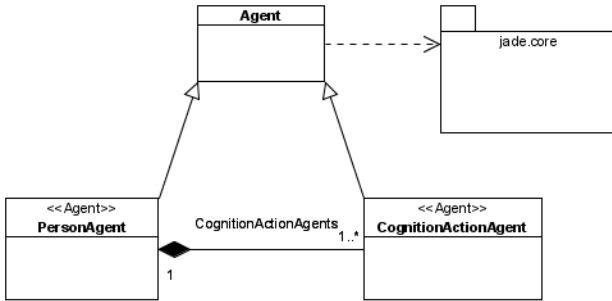 Agent
jade.core
<<Agent>>
PersonAgent
CognitionActionAgents
1
1..*
<<Agent>>
CognitionActionAgent